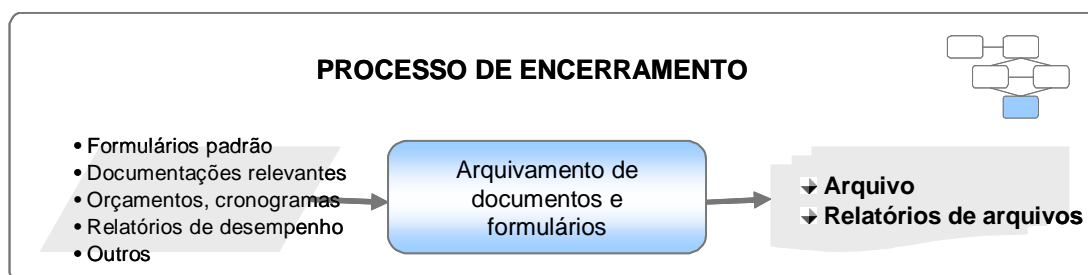 PROCESSO DE ENCERRAMENTO
• Formulários padrão
• Documentações relevantes
• Orçamentos, cronogramas
• Relatórios de desempenho
• Outros
Arquivamento de
documentos e
formulários
Arquivo
Relatórios de arquivos